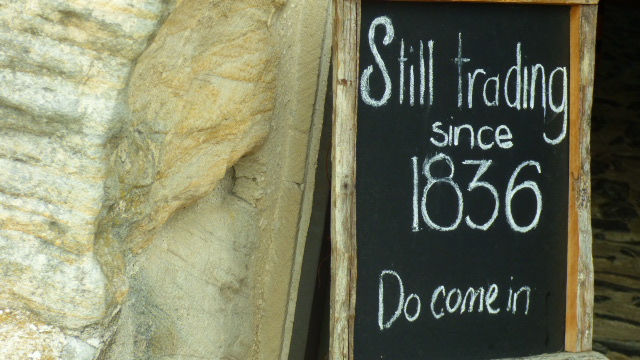 Still trading
since
1836
Do come in